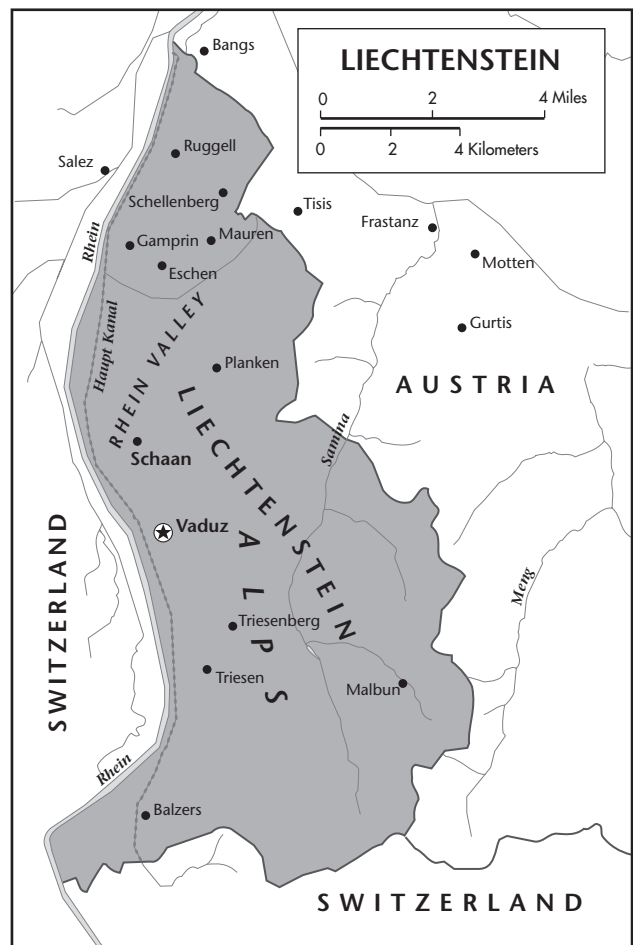 Bangs
LIECHTENSTEIN
0 2 4 Miles
0 2 4 Kilometers
Ruggell
Salez
Schellenberg
Tisis
Frastanz
Rhein
Gamprin
Mauren
Motten
Eschen
Haupt Kanal
RHEIN VALLEY
Gurtis
Planken
AUSTRIA
LIECHTENSTEIN
ALPS
Samina
Schaan
Vaduz
SWITZERLAND
Meng
Triesenberg
Triesen
Malbun
Rhein
Balzers
SWITZERLAND